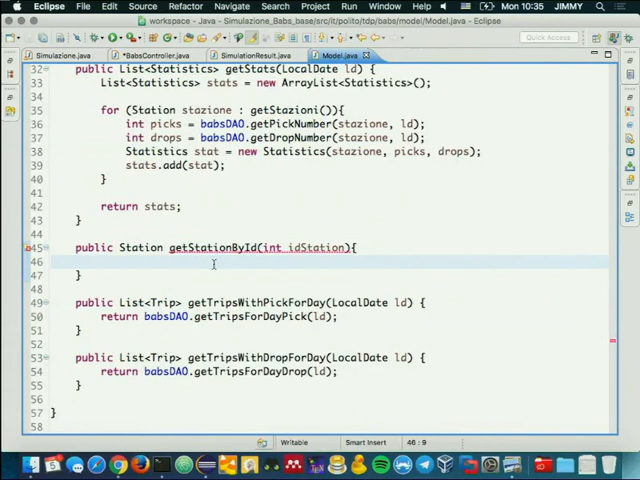 Eclipse File Edit Source Refactor Navigate Search Project Run Window Help
Mon 10:35 JIMMY
workspace - Java - Simulazione_Babs_base/src/it/polito/tdp/babs/model/Model.java - Eclipse
Quick Access
Simulazione.java *BabsController.java SimulationResult.java Model.java
32 public List<Statistics> getStats(LocalDate ld) {
33 List<Statistics> stats = new ArrayList<Statistics>();
34
35 for (Station stazione : getStazioni()){
36 int picks = babsDAO.getPickNumber(stazione, ld);
37 int drops = babsDAO.getDropNumber(stazione, ld);
38 Statistics stat = new Statistics(stazione, picks, drops);
39 stats.add(stat);
40 }
41
42 return stats;
43 }
44
45 public Station getStationById(int idStation){
46
47 }
48
49 public List<Trip> getTripsWithPickForDay(LocalDate ld) {
50 return babsDAO.getTripsForDayPick(ld);
51 }
52
53 public List<Trip> getTripsWithDropForDay(LocalDate ld) {
54 return babsDAO.getTripsForDayDrop(ld);
55 }
56
57 }
58
Writable Smart Insert 46 : 9